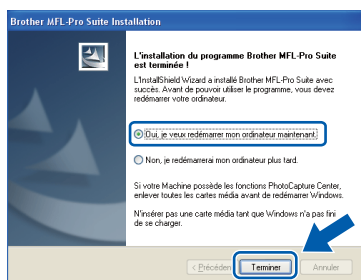 Brother MFL-Pro Suite Installation
L'installation du programme Brother MFL-Pro Suite
est terminée !
L'InstallShield Wizard a installé Brother MFL-Pro Suite avec
succès. Avant de pouvoir utiliser le programme, vous devez
redémarrer votre ordinateur.
Oui, je veux redémarrer mon ordinateur maintenant.
Non, je redémarrerai mon ordinateur plus tard.
Si votre Machine possède les fonctions PhotoCapture Center,
enlever toutes les cartes média avant de redémarrer Windows.
N'insérer pas une carte média tant que Windows n'a pas fini
de se charger.
< Précéden
Terminer
Annuler